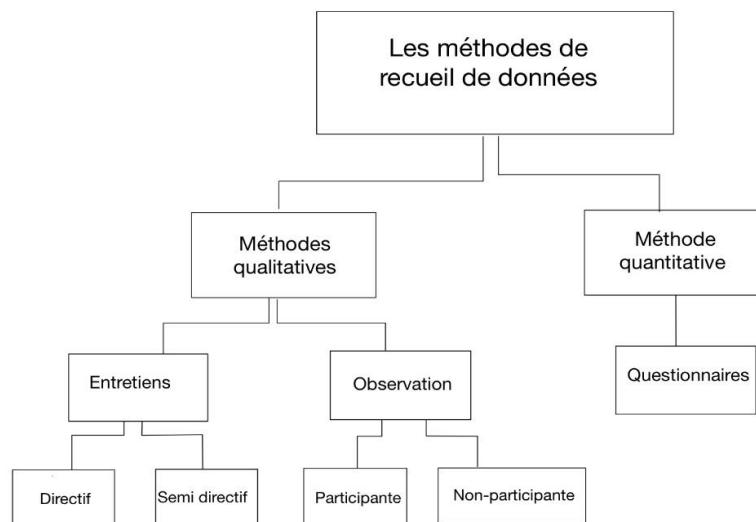 Les méthodes de
recueil de données
Méthodes
qualitatives
Méthode
quantitative
Entretiens
Observation
Questionnaires
Directif
Semi directif
Participante
Non-participante